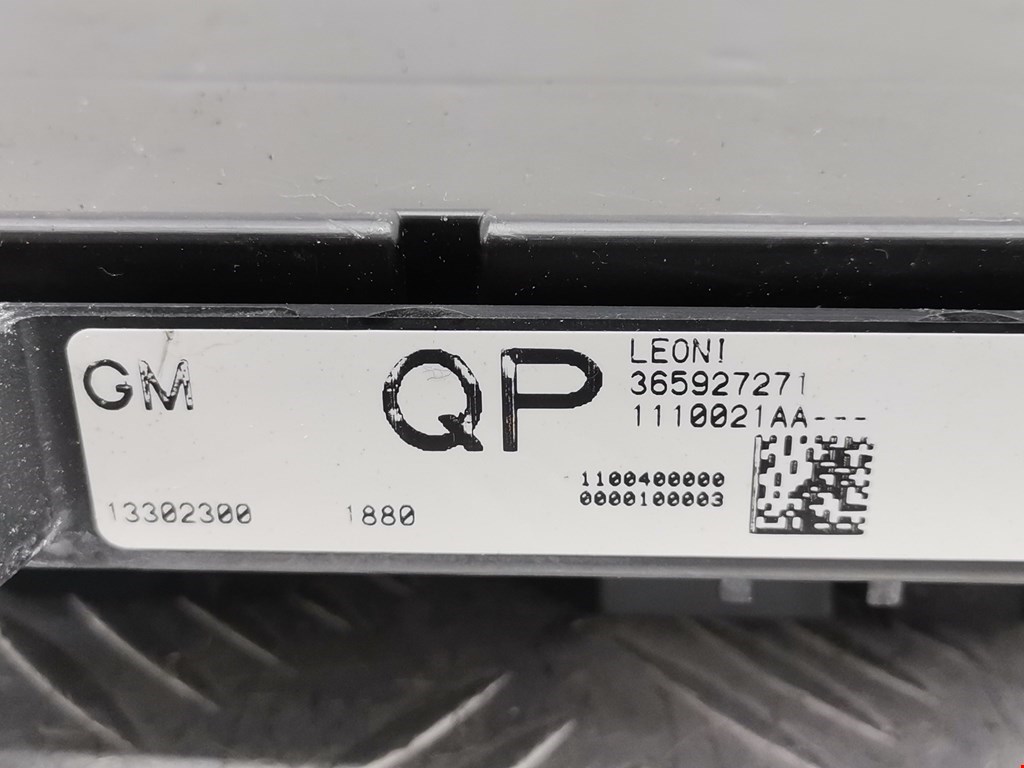 GM
QP
LEONI
365927271
1110021AA---
1100400000
0000100003
13302300
1880